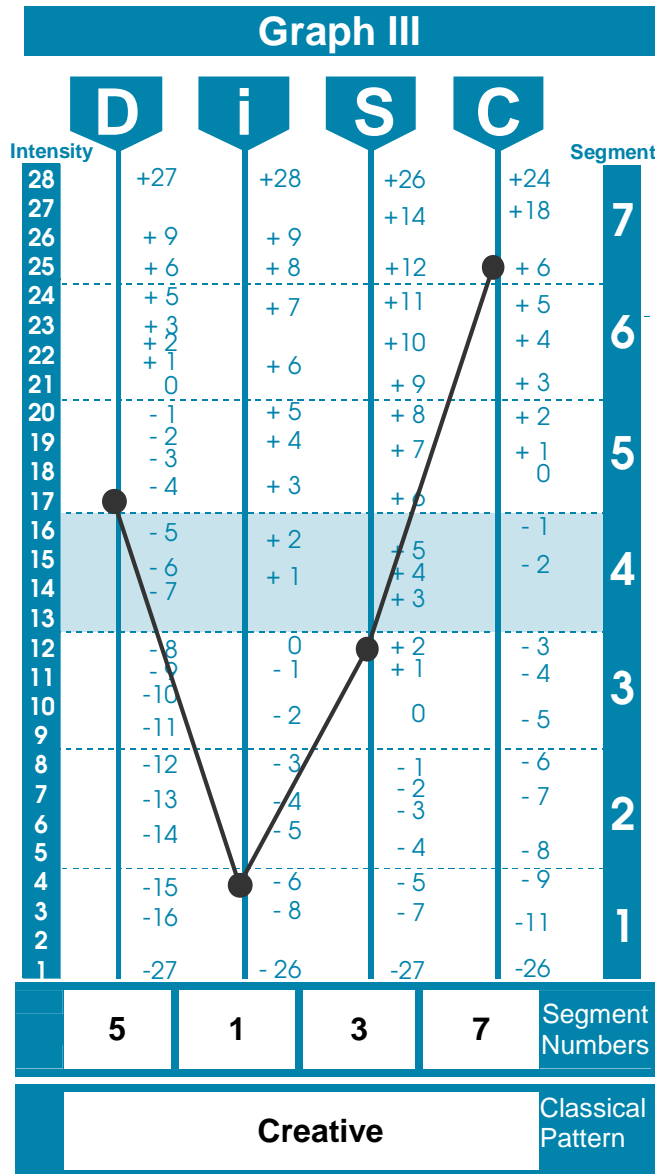 Graph III
D i S C
Intensity Segment
28 +27 +28 +26 +24
27 +14 +18 7
26 + 9 + 9
25 + 6 + 8 +12 + 6
24 + 5 + 7 +11 + 5
23 + 3 6
+ 2 +10 + 4
22 + 1 + 6
21 0 + 9 + 3
20 - 1 + 5 + 8 + 2
19 - 2 + 4 + 7 + 1 5
18 - 3 0
17 - 4 + 3 + 6
16 - 5 + 2 - 1
15 - 6 + 5 - 2 4
14 - 7 + 1 + 4
13 + 3
12 -8 0 + 2 - 3
11 - 9 - 1 + 1 - 4 3
10 -10 - 2 0 - 5
9 -11
8 -12 - 3 - 1 - 6
7 -13 - 4 - 2 - 7 2
6 -14 - 5 - 3
5 - 4 - 8
4 -15 - 6 - 5 - 9
3 -16 - 8 - 7 -11 1
2
1 -27 - 26 -27 -26
5 1 3 7 Segment
Numbers
Creative Classical
Pattern